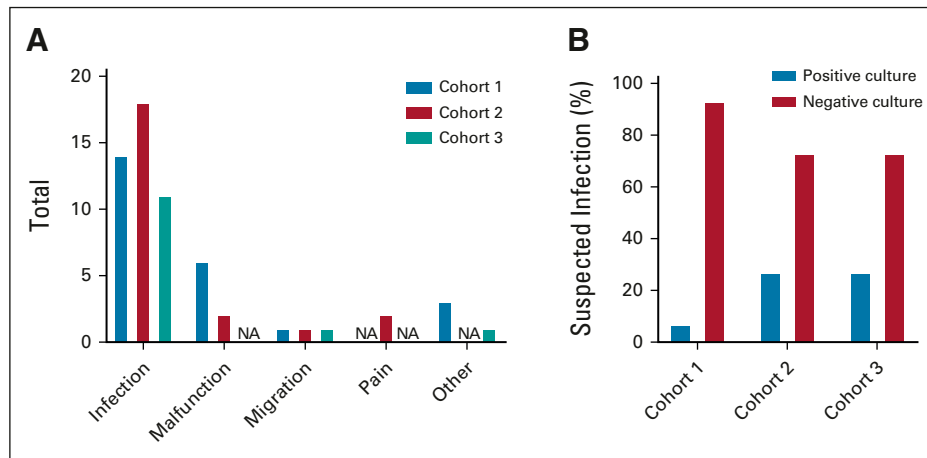 A
Total
20
15
10
5
0
Cohort 1
Cohort 2
Cohort 3
NA
NA
NA
NA
Infection
Malfunction
Migration
Pain
Other
B
Suspected Infection (%)
100
80
60
40
20
0
Positive culture
Negative culture
Cohort 1
Cohort 2
Cohort 3